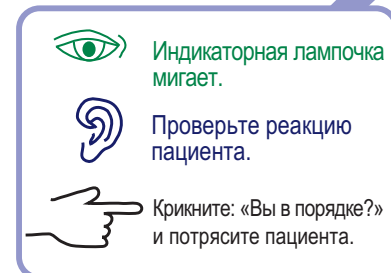 Индикаторная лампочка
мигает.
Проверьте реакцию
пациента.
Крикните: «Вы в порядке?»
и потрясите пациента.